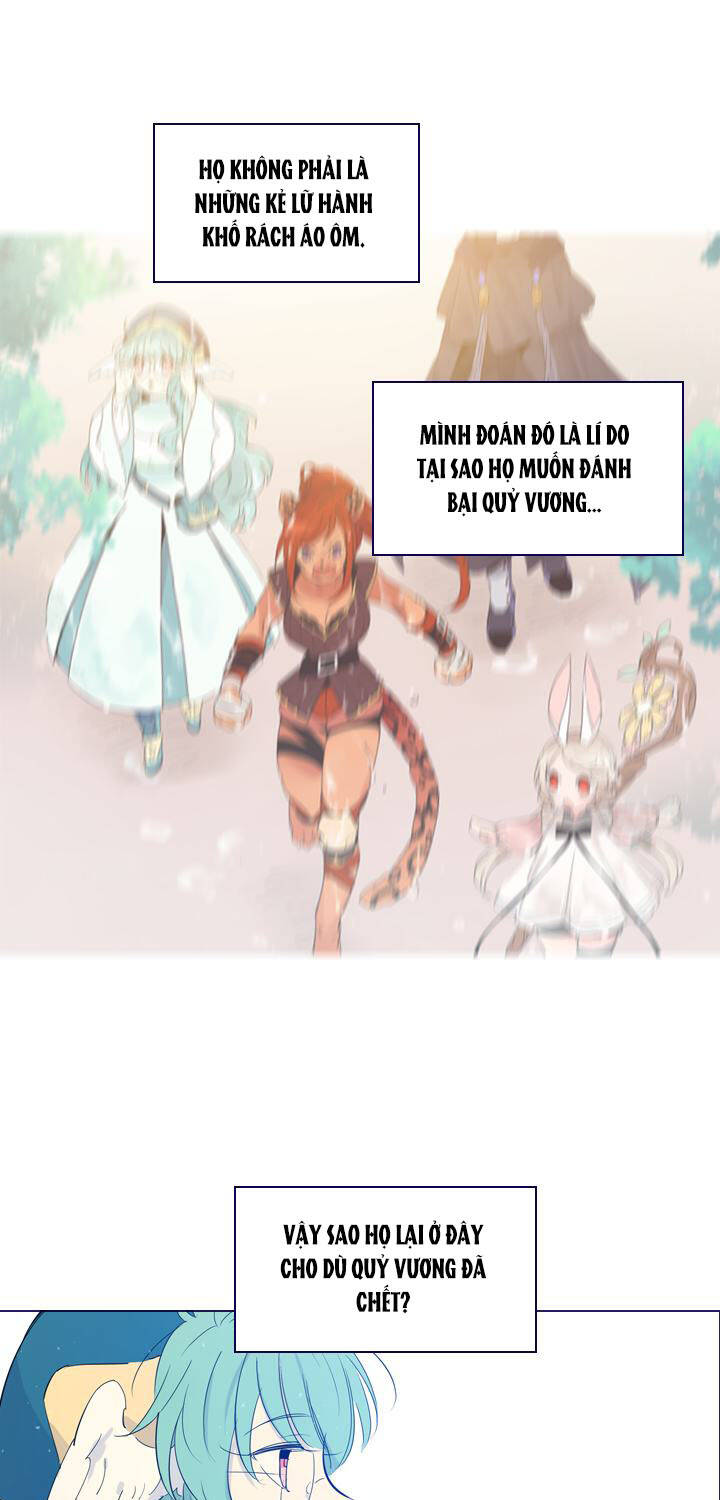 HỌ KHÔNG PHẢI LÀ
NHỮNG KẺ LỮ HÀNH
KHỐ RÁCH ÁO ÔM.
MÌNH ĐOÁN ĐÓ LÀ LÍ DO
TẠI SAO HỌ MUỐN ĐÁNH
BẠI QUỶ VƯƠNG...
VẬY SAO HỌ LẠI Ở ĐÂY
CHO DÙ QUỶ VƯƠNG ĐÃ
CHẾT?